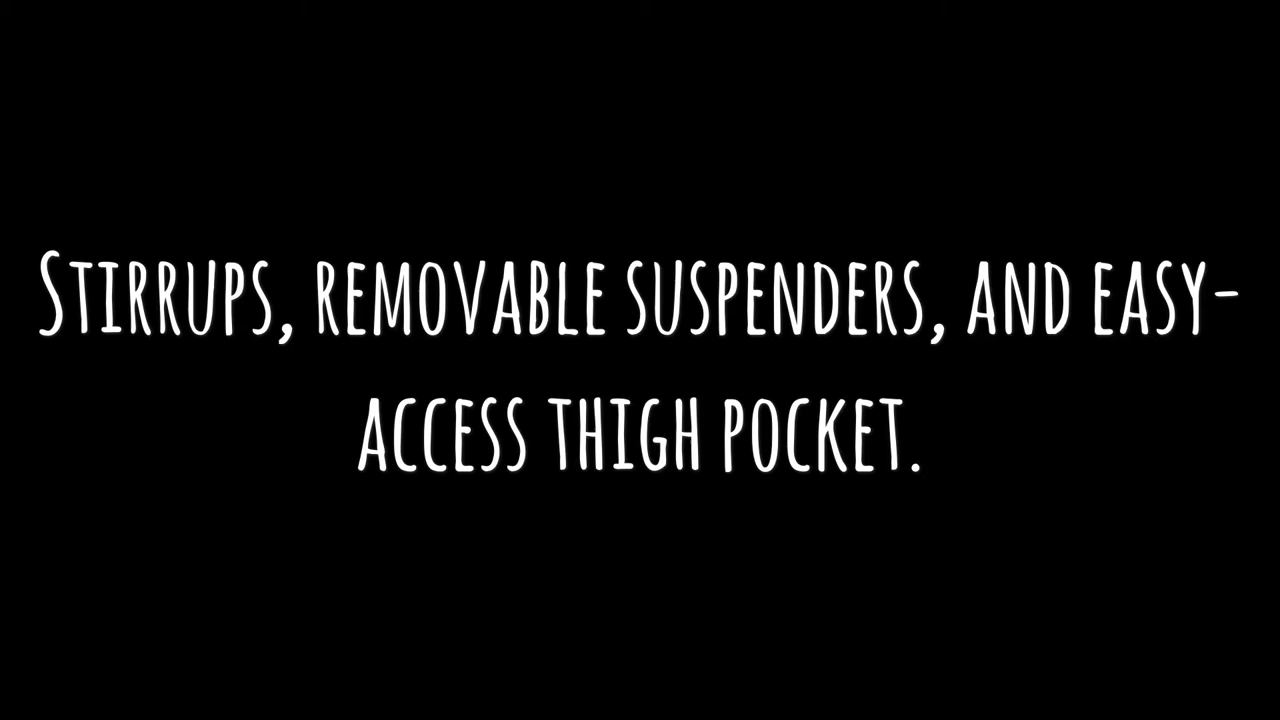 Stirrups, removable suspenders, and easy-
access thigh pocket.